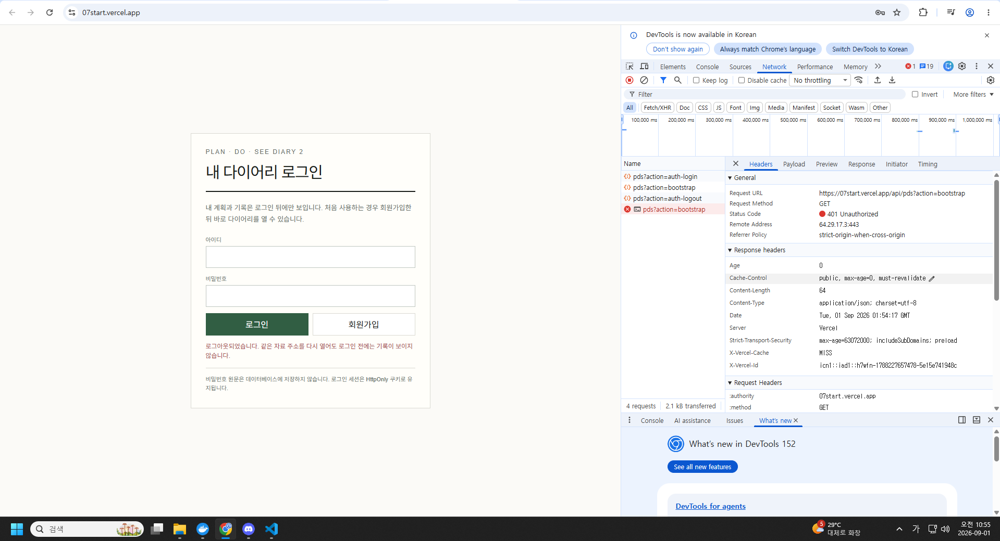 07start.vercel.app
DevTools is now available in Korean
Don't show again
Always match Chrome's language
Switch DevTools to Korean
Elements
Console
Sources
Network
Performance
Memory
1
19
Keep log
Disable cache
No throttling
Filter
Invert
More filters
All
Fetch/XHR
Doc
CSS
JS
Font
Img
Media
Manifest
Socket
Wasm
Other
100,000 ms
200,000 ms
300,000 ms
400,000 ms
500,000 ms
600,000 ms
700,000 ms
800,000 ms
900,000 ms
1,000,000 ms
PLAN · DO · SEE DIARY 2
내 다이어리 로그인
내 계획과 기록은 로그인 뒤에만 보입니다. 처음 사용하는 경우 회원가입한
뒤 바로 다이어리를 열 수 있습니다.
아이디
비밀번호
로그인
회원가입
로그아웃되었습니다. 같은 자료 주소를 다시 열어도 로그인 전에는 기록이 보이지
않습니다.
비밀번호 원문은 데이터베이스에 저장하지 않습니다. 로그인 세션은 HttpOnly 쿠키로 유
지됩니다.
Name
pds?action=auth-login
pds?action=bootstrap
pds?action=auth-logout
pds?action=bootstrap
4 requests
2.1 kB transferred
Headers
Payload
Preview
Response
Initiator
Timing
General
Request URL https://07start.vercel.app/api/pds?action=bootstrap
Request Method GET
Status Code 401 Unauthorized
Remote Address 64.29.17.3:443
Referrer Policy strict-origin-when-cross-origin
Response headers
Age 0
Cache-Control public, max-age=0, must-revalidate
Content-Length 64
Content-Type application/json; charset=utf-8
Date Tue, 01 Sep 2026 01:54:17 GMT
Server Vercel
Strict-Transport-Security max-age=63072000; includeSubDomains; preload
X-Vercel-Cache MISS
X-Vercel-Id icn1::iad1::h7wfn-1788227657478-5e15e741948c
Request Headers
:authority 07start.vercel.app
:method GET
Console
AI assistance
Issues
What's new
What's new in DevTools 152
See all new features
DevTools for agents
검색
5
29°C
대체로 화창
가
오전 10:55
2026-09-01